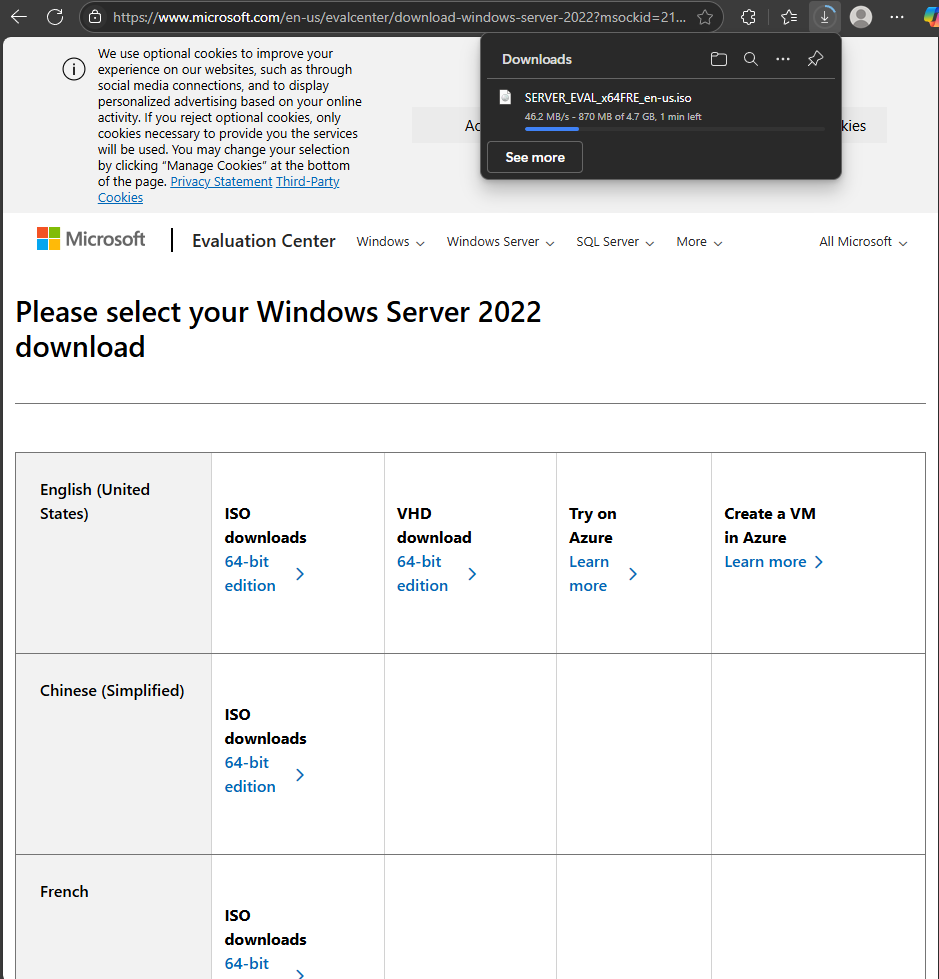 https://www.microsoft.com/en-us/evalcenter/download-windows-server-2022?msockid=21...
Downloads
SERVER_EVAL_x64FRE_en-us.iso
46.2 MB/s - 870 MB of 4.7 GB, 1 min left
See more
We use optional cookies to improve your
experience on our websites, such as through
social media connections, and to display
personalized advertising based on your online
activity. If you reject optional cookies, only
cookies necessary to provide you the services
will be used. You may change your selection
by clicking “Manage Cookies” at the bottom
of the page. Privacy Statement Third-Party
Cookies
Microsoft
Evaluation Center
Windows
Windows Server
SQL Server
More
All Microsoft
Please select your Windows Server 2022
download
English (United
States)
ISO
downloads
64-bit
edition
VHD
download
64-bit
edition
Try on
Azure
Learn
more
Create a VM
in Azure
Learn more
Chinese (Simplified)
ISO
downloads
64-bit
edition
French
ISO
downloads
64-bit